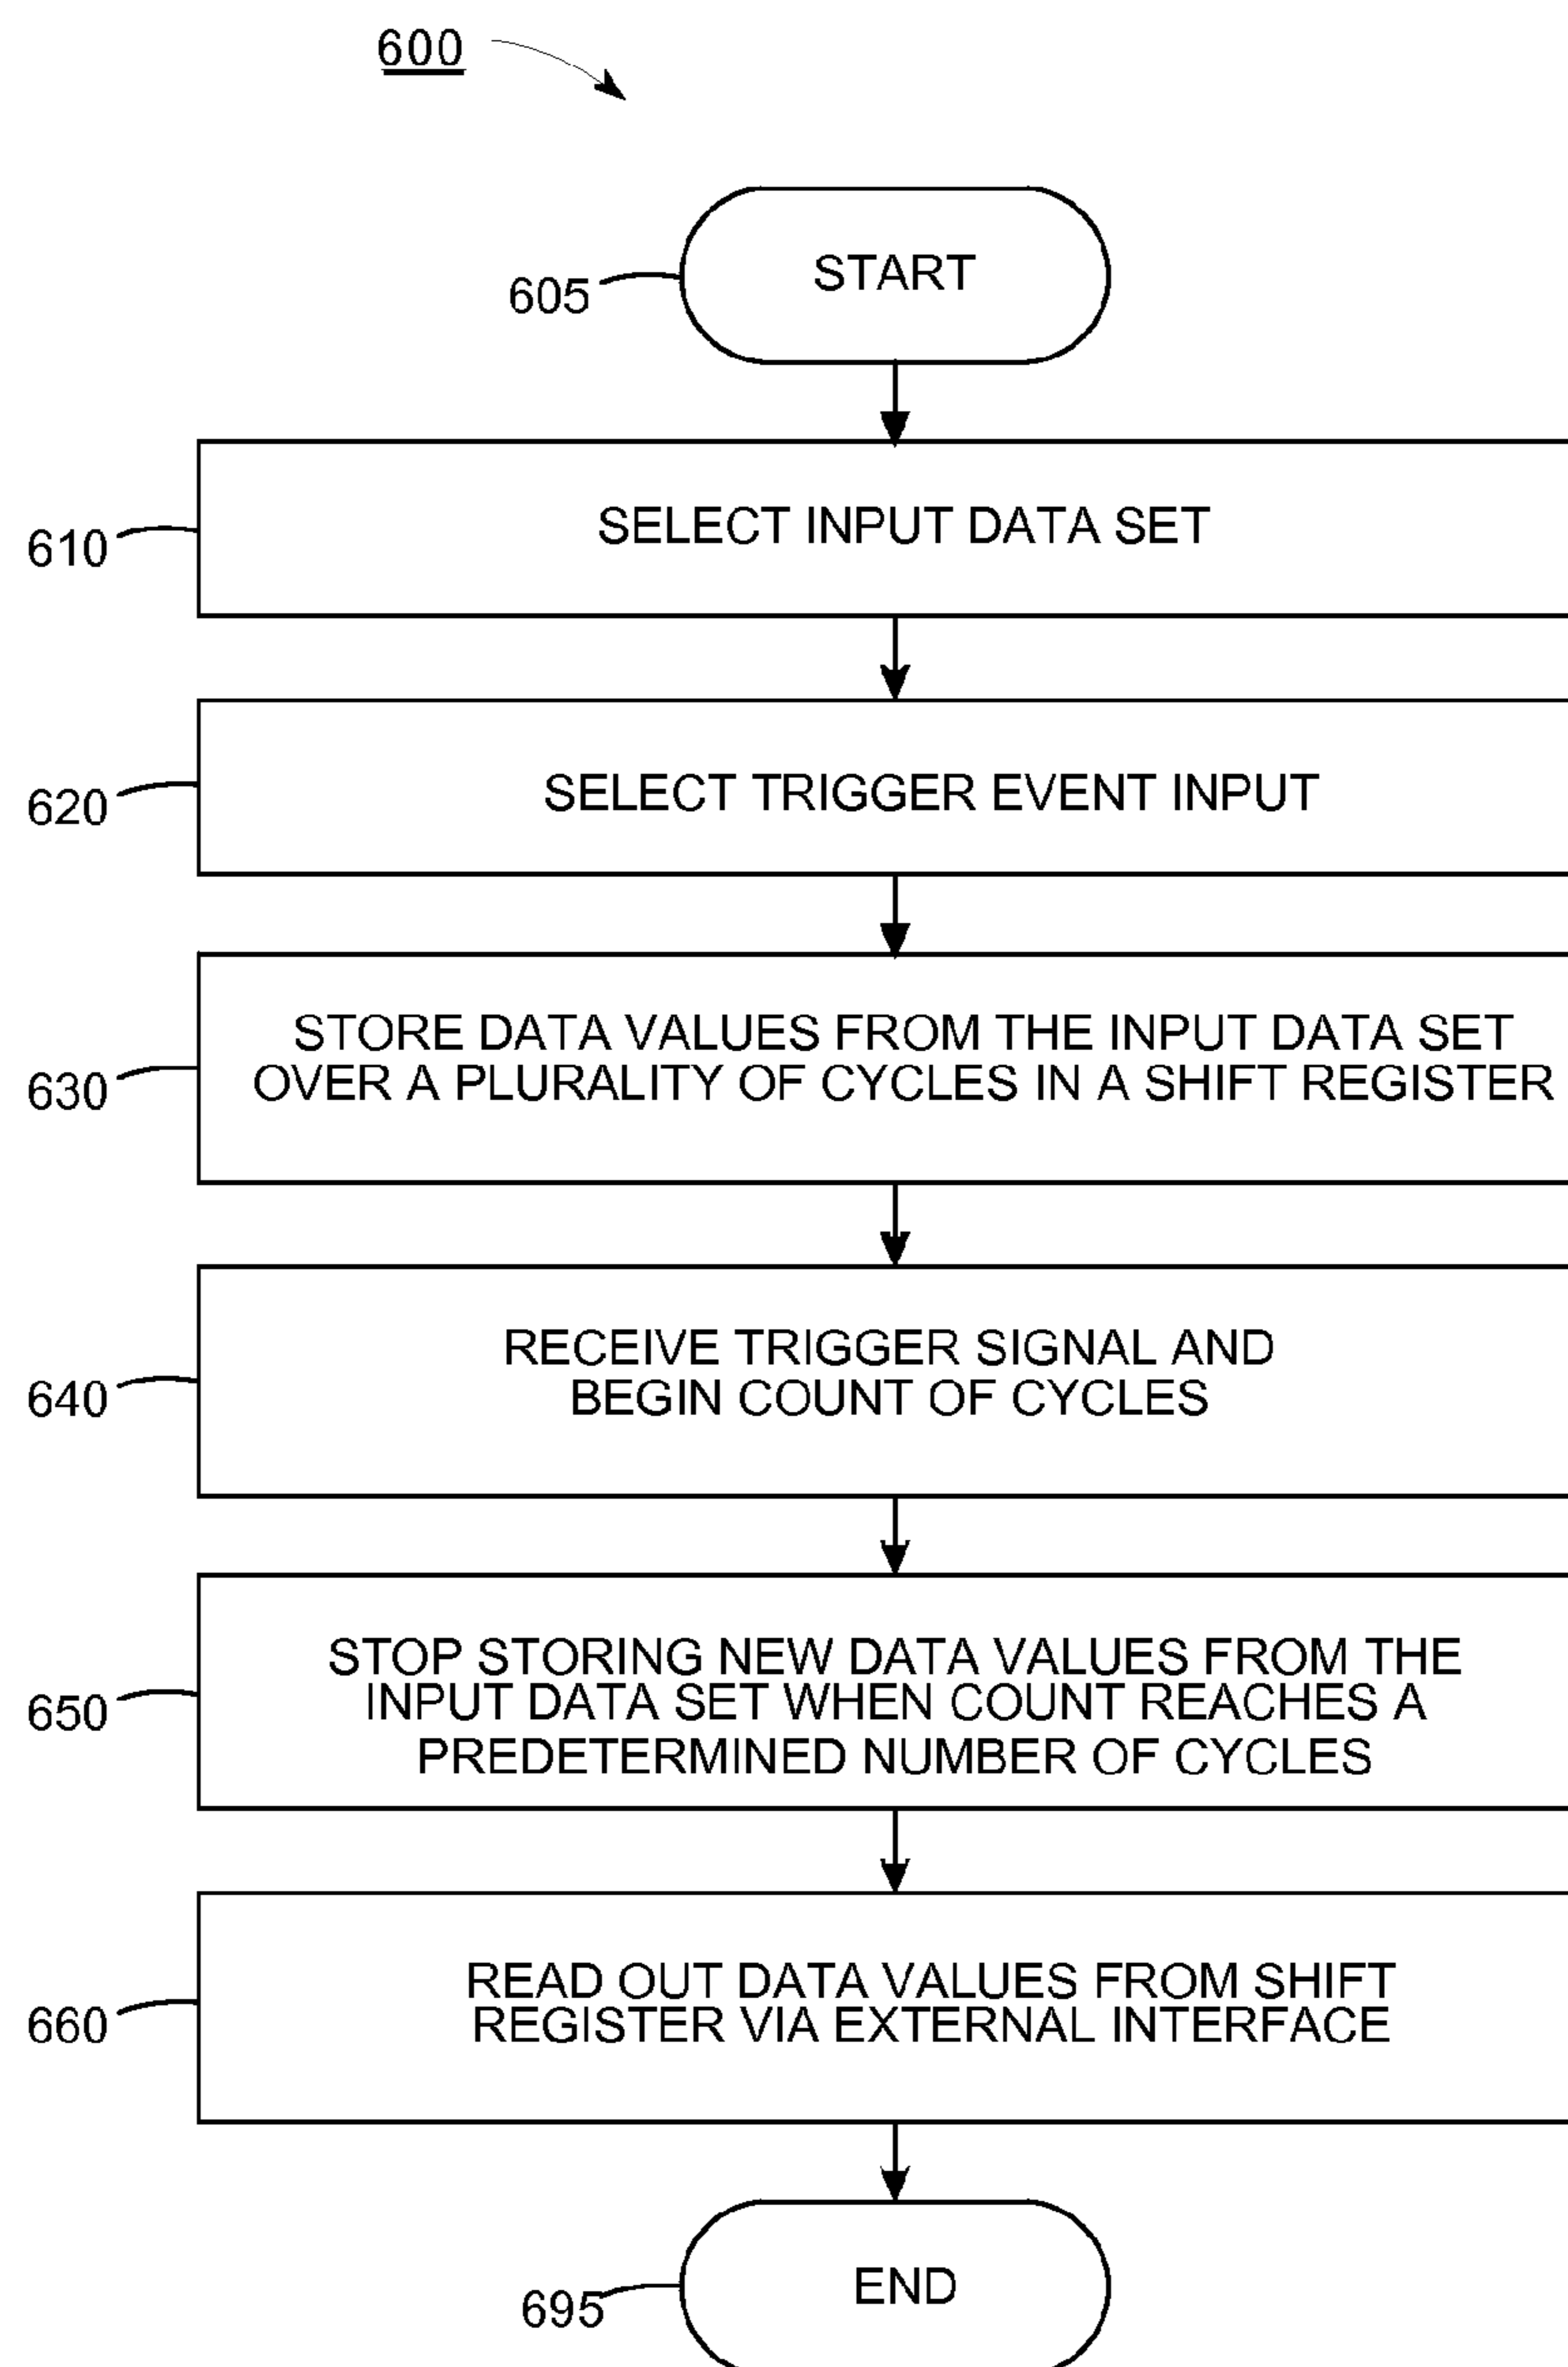 600
START
605
SELECT INPUT DATA SET
610
SELECT TRIGGER EVENT INPUT
620
STORE DATA VALUES FROM THE INPUT DATA SET
OVER A PLURALITY OF CYCLES IN A SHIFT REGISTER
630
RECEIVE TRIGGER SIGNAL AND
BEGIN COUNT OF CYCLES
640
STOP STORING NEW DATA VALUES FROM THE
INPUT DATA SET WHEN COUNT REACHES A
PREDETERMINED NUMBER OF CYCLES
650
READ OUT DATA VALUES FROM SHIFT
REGISTER VIA EXTERNAL INTERFACE
660
END
695